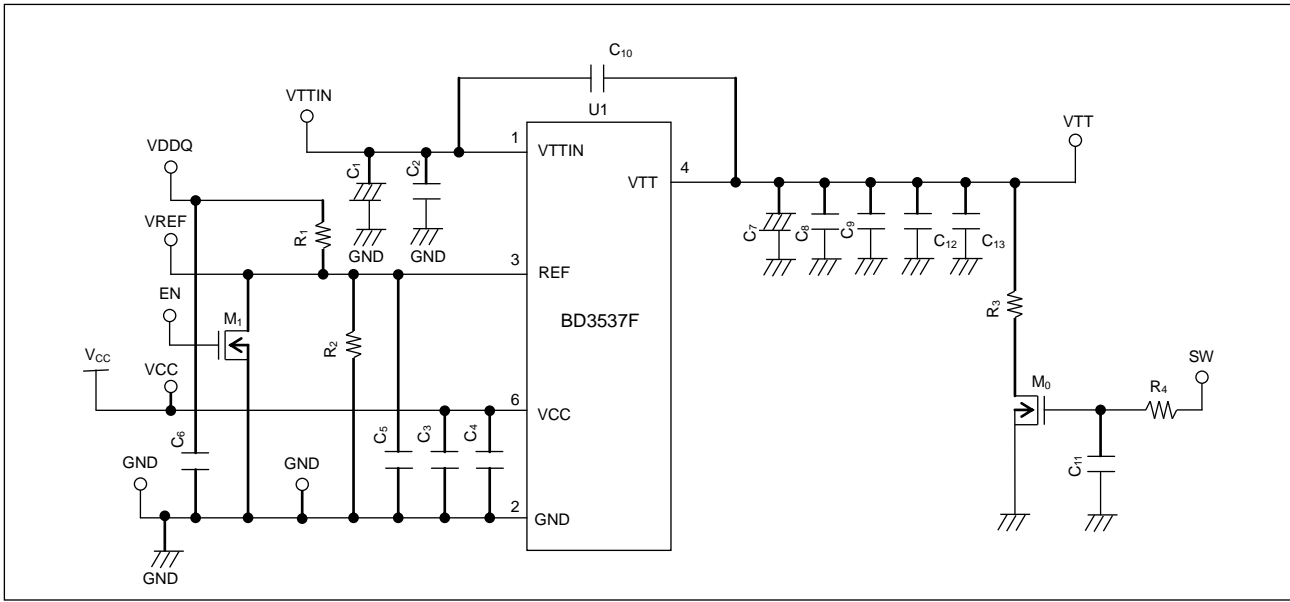 C₁₀
U1
VTTIN
VTT
VDDQ
1
VTTIN
C₁
C₂
4
VTT
VREF
R₁
GND
GND
C₇
C₈
C₉
C₁₂
C₁₃
3
REF
EN
M₁
R₂
BD3537F
R₃
V_CC
VCC
SW
M₀
R₄
6
VCC
C₆
C₅
C₃
C₄
C₁₁
GND
GND
2
GND
GND